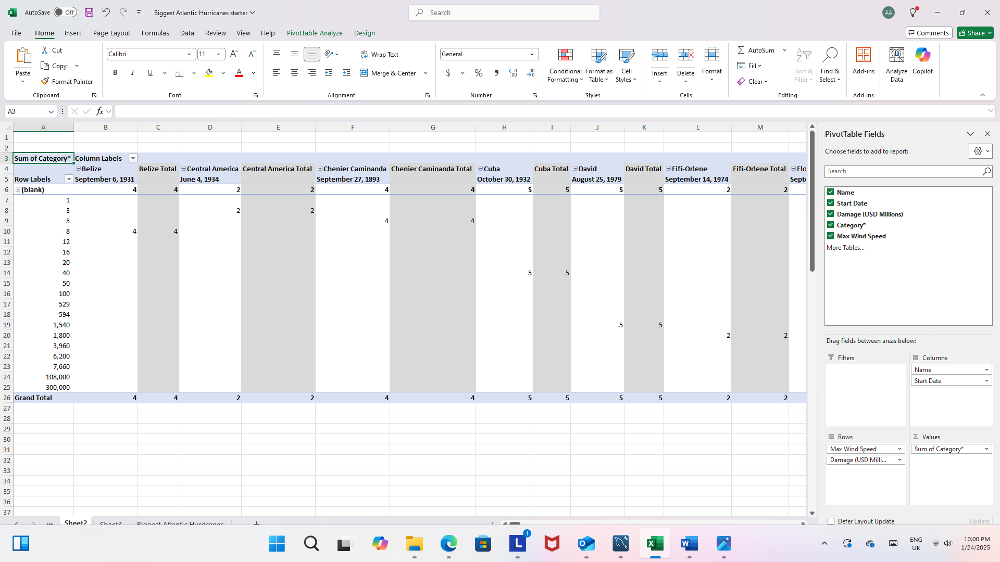 AutoSave Off Biggest Atlantic Hurricanes starter Search AA
File Home Insert Page Layout Formulas Data Review View Help PivotTable Analyze Design Comments Share
Paste
Cut
Copy
Format Painter
Clipboard
Calibri 11
B I U A
Font
Wrap Text
Merge & Center
Alignment
General
$ % 9
Number
Conditional Formatting
Format as Table
Cell Styles
Styles
Insert Delete Format
Cells
AutoSum
Fill
Clear
Sort & Filter
Find & Select
Editing
Add-ins
Add-ins
Analyze Data
Copilot
A3 fx
A B C D E F G H I J K L M
1
2
3 Sum of Category* Column Labels
4 Belize Belize Total Central America Central America Total Chenier Caminanda Chenier Caminanda Total Cuba Cuba Total David David Total Fifi-Orlene Fifi-Orlene Total Flo
5 Row Labels September 6, 1931 June 4, 1934 September 27, 1893 October 30, 1932 August 25, 1979 September 14, 1974 Septe
6 (blank) 4 4 2 2 4 4 5 5 5 5 2 2
7 1
8 3 2 2
9 5 4 4
10 8 4 4
11 12
12 16
13 20
14 40 5 5
15 50
16 100
17 529
18 594
19 1,540 5 5
20 1,800 2 2
21 3,960
22 6,200
23 7,660
24 108,000
25 300,000
26 Grand Total 4 4 2 2 4 4 5 5 5 5 2 2
27
28
29
30
31
32
33
34
35
36
37
Sheet2 Sheet3 Biggest Atlantic Hurricanes
PivotTable Fields
Choose fields to add to report:
Search
Name
Start Date
Damage (USD Millions)
Category*
Max Wind Speed
More Tables...
Drag fields between areas below:
Filters Columns
Name
Start Date
Rows Values
Max Wind Speed Sum of Category*
Damage (USD Milli...
Defer Layout Update Update
1
ENG
UK
10:00 PM
1/24/2025